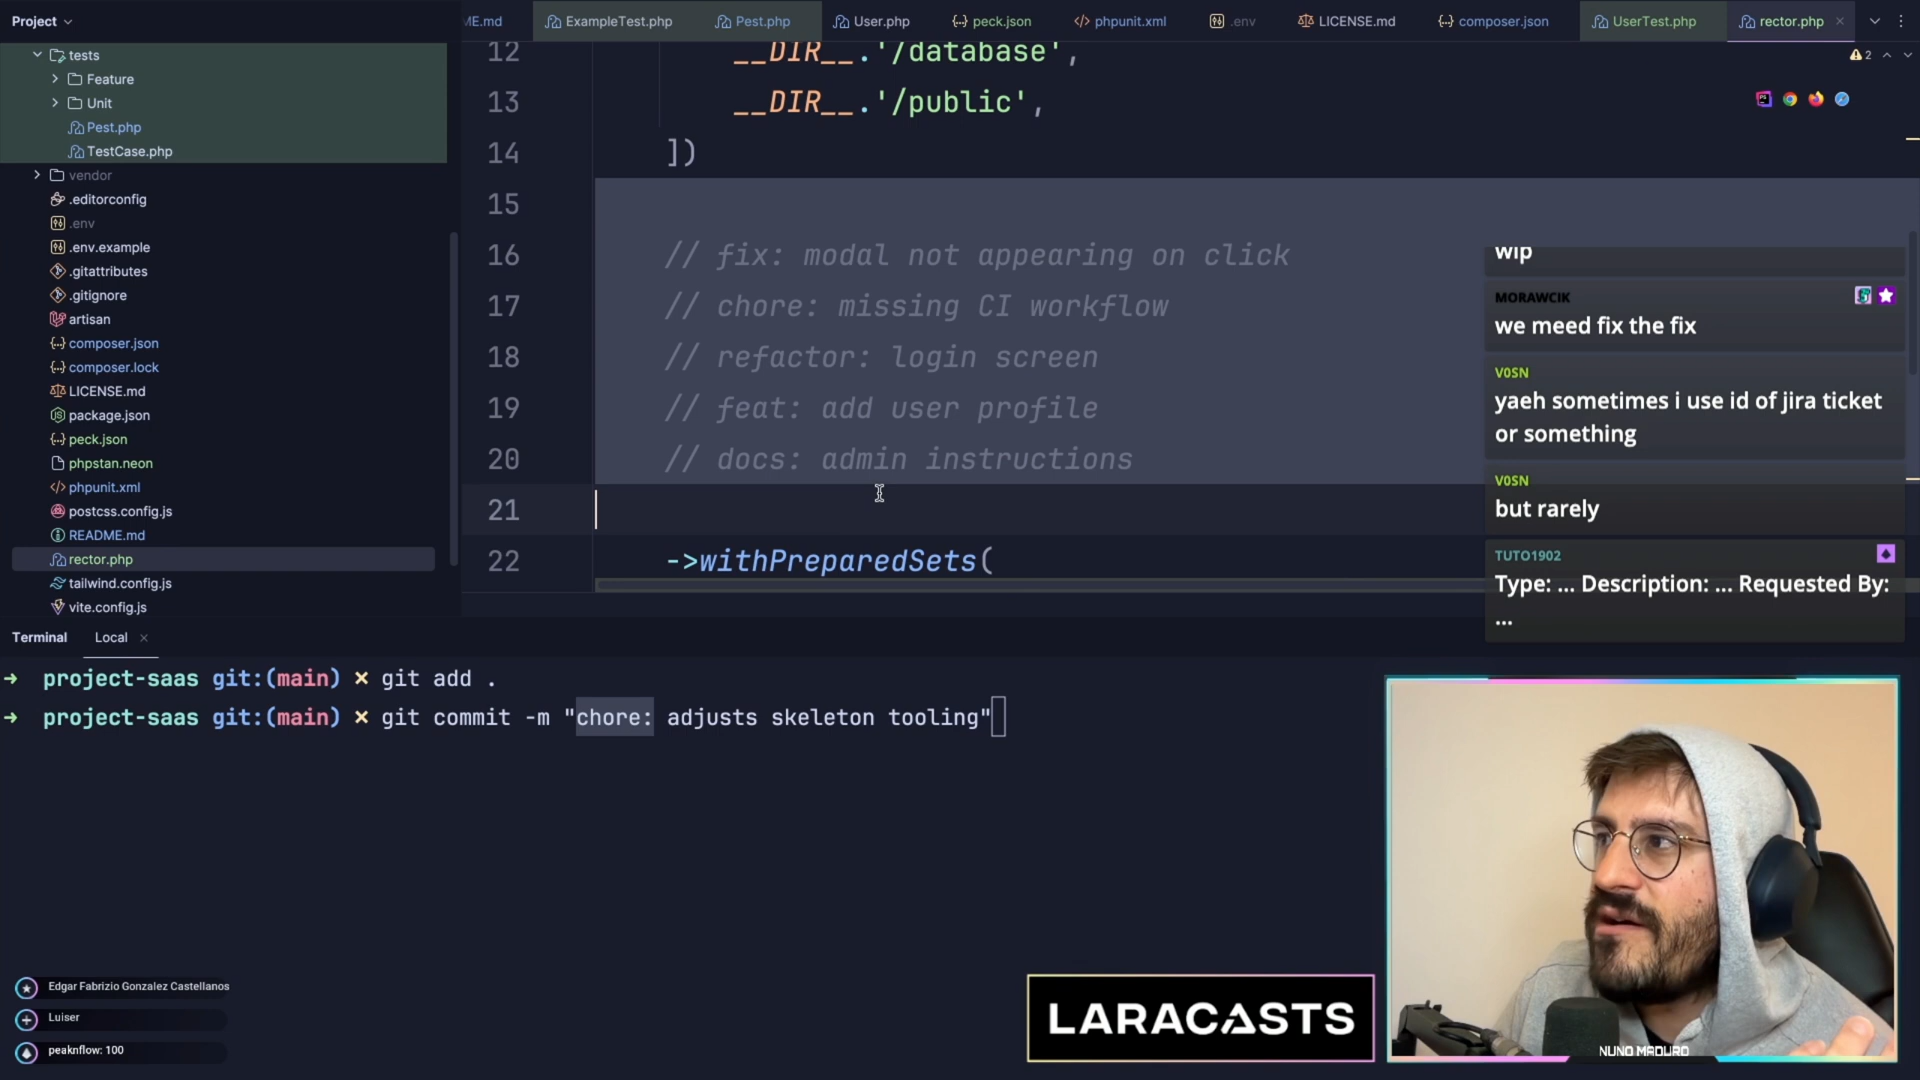 Project
ME.md
ExampleTest.php
Pest.php
User.php
peck.json
phpunit.xml
.env
LICENSE.md
composer.json
UserTest.php
rector.php
tests
Feature
Unit
Pest.php
TestCase.php
vendor
.editorconfig
.env
.env.example
.gitattributes
.gitignore
artisan
composer.json
composer.lock
LICENSE.md
package.json
peck.json
phpstan.neon
phpunit.xml
postcss.config.js
README.md
rector.php
tailwind.config.js
vite.config.js
12 __DIR__.'/database',
13 __DIR__.'/public',
14 ])
15
16 // fix: modal not appearing on click
17 // chore: missing CI workflow
18 // refactor: login screen
19 // feat: add user profile
20 // docs: admin instructions
21
22 ->withPreparedSets(
2
wip
MORAWCIK
we meed fix the fix
V0SN
yaeh sometimes i use id of jira ticket
or something
V0SN
but rarely
TUTO1902
Type: ... Description: ... Requested By:
...
Terminal Local
→ project-saas git:(main) ✗ git add .
→ project-saas git:(main) ✗ git commit -m "chore: adjusts skeleton tooling"
Edgar Fabrizio Gonzalez Castellanos
Luiser
peaknflow: 100
LARACASTS
NUNO MADURO